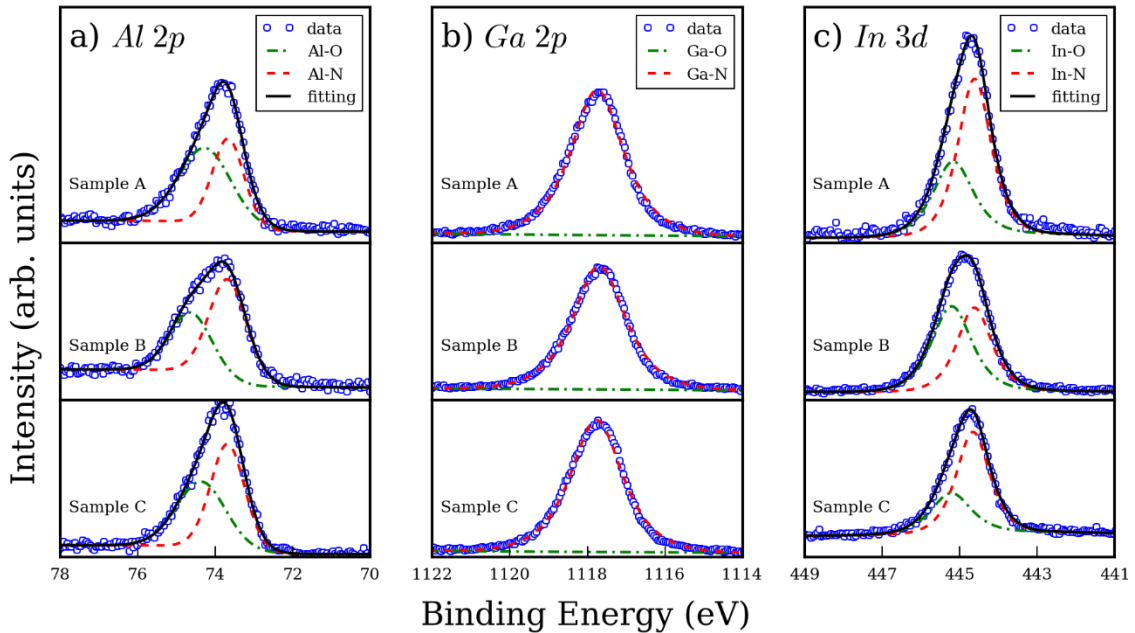 a) Al 2p
data
Al-O
Al-N
fitting
Sample A
Sample B
Sample C
78 76 74 72 70
b) Ga 2p
data
Ga-O
Ga-N
Sample A
Sample B
Sample C
1122 1120 1118 1116 1114
c) In 3d
data
In-O
In-N
fitting
Sample A
Sample B
Sample C
449 447 445 443 441
Intensity (arb. units)
Binding Energy (eV)